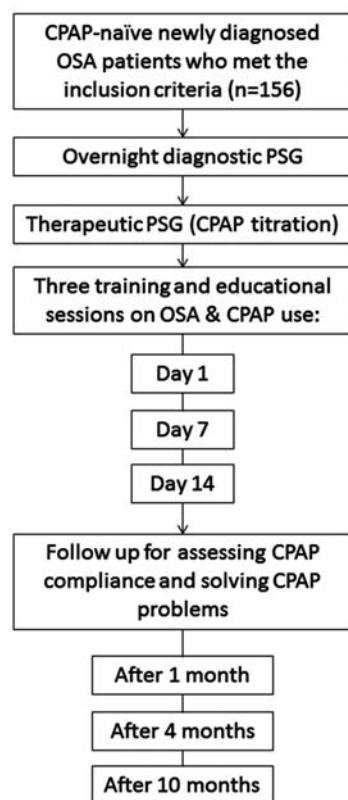 CPAP-naïve newly diagnosed
OSA patients who met the
inclusion criteria (n=156)
Overnight diagnostic PSG
Therapeutic PSG (CPAP titration)
Three training and educational
sessions on OSA & CPAP use:
Day 1
Day 7
Day 14
Follow up for assessing CPAP
compliance and solving CPAP
problems
After 1 month
After 4 months
After 10 months